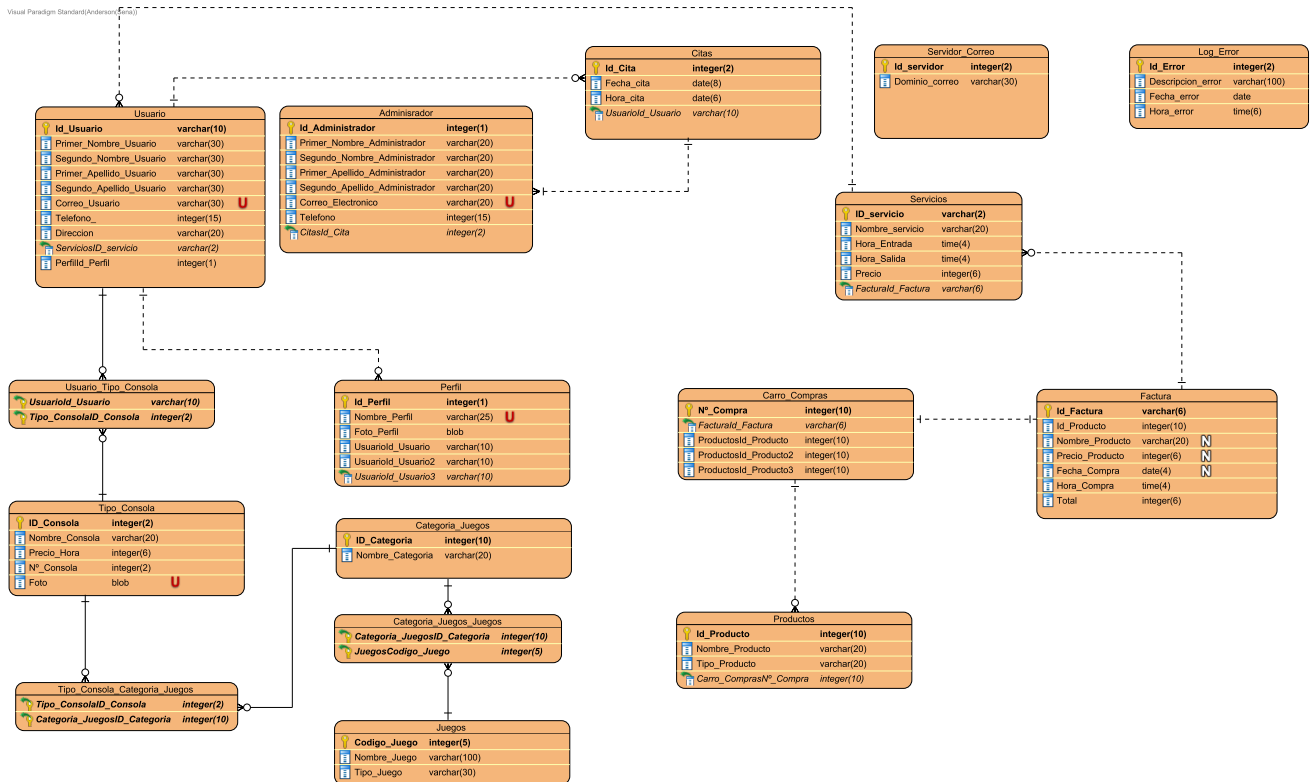 Visual Paradigm Standard(Anderson(Sena))
Citas
Id_Cita integer(2)
Fecha_cita date(8)
Hora_cita date(6)
UsuarioId_Usuario varchar(10)
Servidor_Correo
Id_servidor integer(2)
Dominio_correo varchar(30)
Log_Error
Id_Error integer(2)
Descripcion_error varchar(100)
Fecha_error date
Hora_error time(6)
Usuario
Id_Usuario varchar(10)
Primer_Nombre_Usuario varchar(30)
Segundo_Nombre_Usuario varchar(30)
Primer_Apellido_Usuario varchar(30)
Segundo_Apellido_Usuario varchar(30)
Correo_Usuario varchar(30) U
Telefono_ integer(15)
Direccion varchar(20)
ServiciosID_servicio varchar(2)
PerfilId_Perfil integer(1)
Adminisrador
Id_Administrador integer(1)
Primer_Nombre_Administrador varchar(20)
Segundo_Nombre_Administrador varchar(20)
Primer_Apellido_Administrador varchar(20)
Segundo_Apellido_Administrador varchar(20)
Correo_Electronico varchar(20) U
Telefono integer(15)
CitasId_Cita integer(2)
Servicios
ID_servicio varchar(2)
Nombre_servicio varchar(20)
Hora_Entrada time(4)
Hora_Salida time(4)
Precio integer(6)
FacturaId_Factura varchar(6)
Usuario_Tipo_Consola
UsuarioId_Usuario varchar(10)
Tipo_ConsolaID_Consola integer(2)
Perfil
Id_Perfil integer(1)
Nombre_Perfil varchar(25) U
Foto_Perfil blob
UsuarioId_Usuario varchar(10)
UsuarioId_Usuario2 varchar(10)
UsuarioId_Usuario3 varchar(10)
Carro_Compras
Nº_Compra integer(10)
FacturaId_Factura varchar(6)
ProductosId_Producto integer(10)
ProductosId_Producto2 integer(10)
ProductosId_Producto3 integer(10)
Factura
Id_Factura varchar(6)
Id_Producto integer(10)
Nombre_Producto varchar(20) N
Precio_Producto integer(6) N
Fecha_Compra date(4) N
Hora_Compra time(4)
Total integer(6)
Tipo_Consola
ID_Consola integer(2)
Nombre_Consola varchar(20)
Precio_Hora integer(6)
Nº_Consola integer(2)
Foto blob U
Categoria_Juegos
ID_Categoria integer(10)
Nombre_Categoria varchar(20)
Categoria_Juegos_Juegos
Categoria_JuegosID_Categoria integer(10)
JuegosCodigo_Juego integer(5)
Productos
Id_Producto integer(10)
Nombre_Producto varchar(20)
Tipo_Producto varchar(20)
Carro_ComprasNº_Compra integer(10)
Tipo_Consola_Categoria_Juegos
Tipo_ConsolaID_Consola integer(2)
Categoria_JuegosID_Categoria integer(10)
Juegos
Codigo_Juego integer(5)
Nombre_Juego varchar(100)
Tipo_Juego varchar(30)